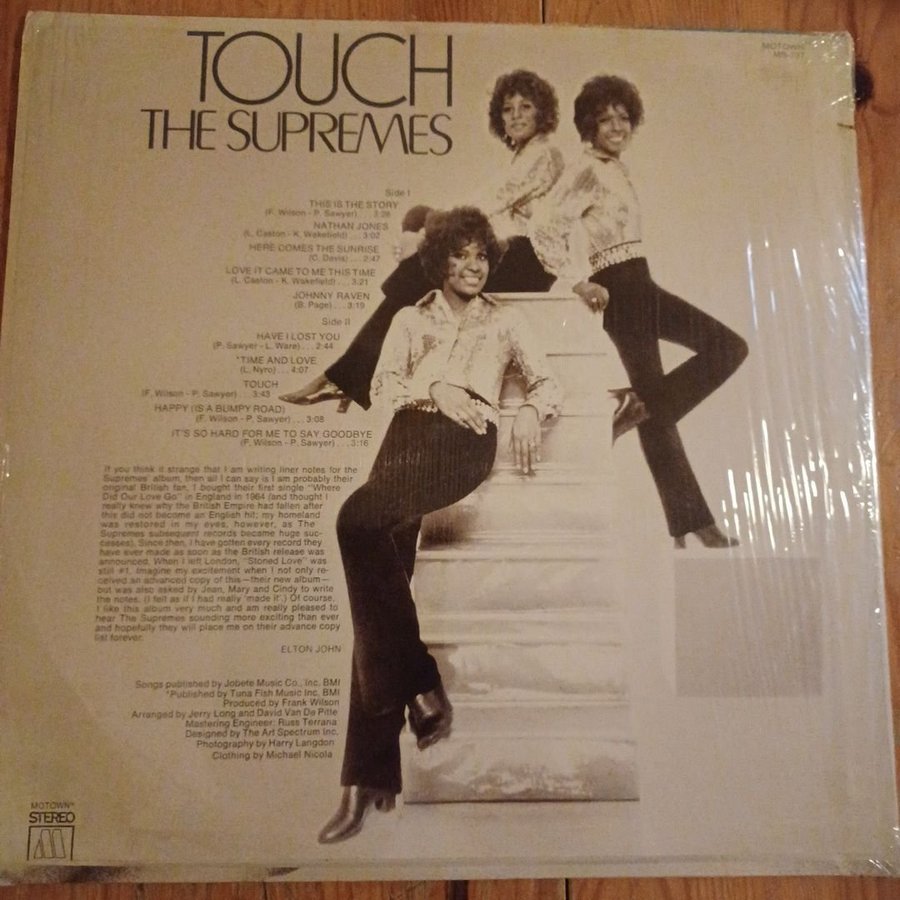 TOUCH
THE SUPREMES
MOTOWN
Side I
THIS IS THE STORY
(F. Wilson - P. Sawyer) . . . 3:26
NATHAN JONES
(L. Caston - K. Wakefield) . . . 3:02
HERE COMES THE SUNRISE
(C. Davis) . . . 2:47
LOVE IT CAME TO ME THIS TIME
(L. Caston - K. Wakefield) . . . 3:21
JOHNNY RAVEN
(B. Page) . . . 3:19
Side II
HAVE I LOST YOU
(P. Sawyer - L. Ware) . . . 2:44
*TIME AND LOVE
(L. Nyro) . . . 4:07
TOUCH
(F. Wilson - P. Sawyer) . . . 3:43
HAPPY (IS A BUMPY ROAD)
(F. Wilson - P. Sawyer) . . . 3:08
IT'S SO HARD FOR ME TO SAY GOODBYE
(F. Wilson - P. Sawyer) . . . 3:16
If you think it strange that I am writing liner notes for the
Supremes' album, then all I can say is I am probably their
original British fan. I bought their first single "Where
Did Our Love Go" in England in 1964 (and thought I
really knew why the British Empire had fallen after
this did not become an English hit; my homeland
was restored in my eyes, however, as The
Supremes subsequent records became huge suc-
cesses). Since then, I have gotten every record they
have ever made as soon as the British release was
announced. When I left London, "Stoned Love" was
still #1. Imagine my excitement when I not only re-
ceived an advanced copy of this—their new album—
but was also asked by Jean, Mary and Cindy to write
the notes. (I felt as if I had really 'made it'.) Of course,
I like this album very much and am really pleased to
hear The Supremes sounding more exciting than ever
and hopefully they will place me on their advance copy
list forever.
ELTON JOHN
Songs published by Jobete Music Co., Inc. BMI
*Published by Tuna Fish Music Inc. BMI
Produced by Frank Wilson
Arranged by Jerry Long and David Van De Pitte
Mastering Engineer: Russ Terrana
Designed by The Art Spectrum Inc.
Photography by Harry Langdon
Clothing by Michael Nicola
MOTOWN
STEREO
M